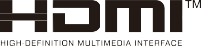 HDMI™
HIGH-DEFINITION MULTIMEDIA INTERFACE